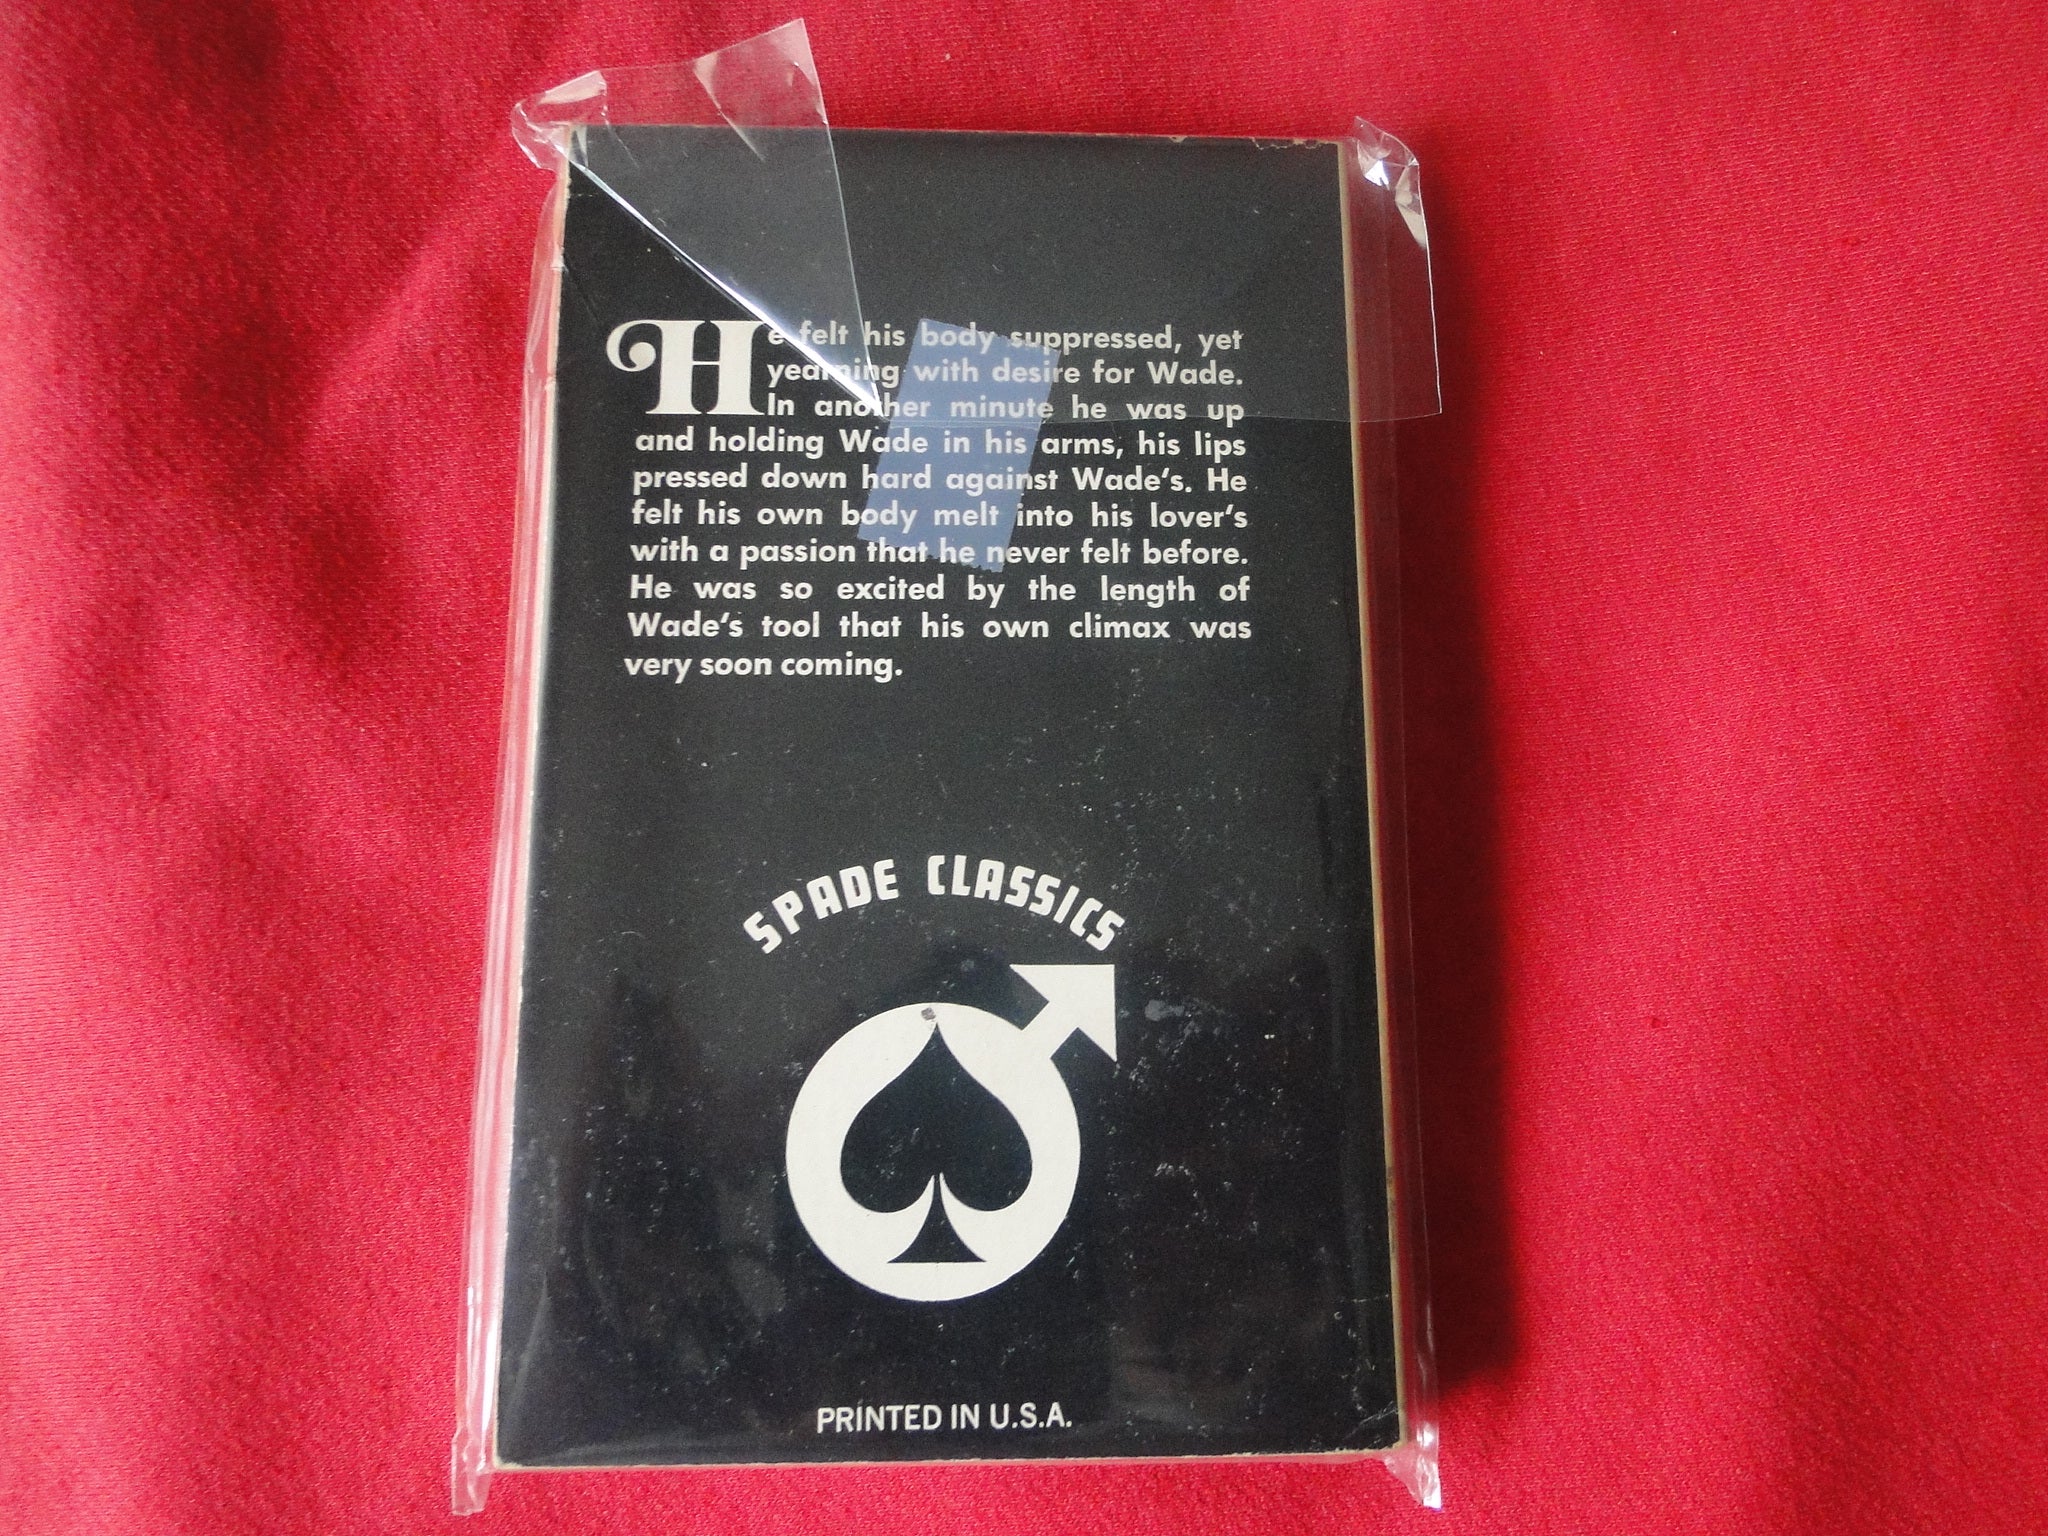 He felt his body suppressed, yet
yearning with desire for Wade.
In another minute he was up
and holding Wade in his arms, his lips
pressed down hard against Wade's. He
felt his own body melt into his lover's
with a passion that he never felt before.
He was so excited by the length of
Wade's tool that his own climax was
very soon coming.
SPADE CLASSICS
PRINTED IN U.S.A.